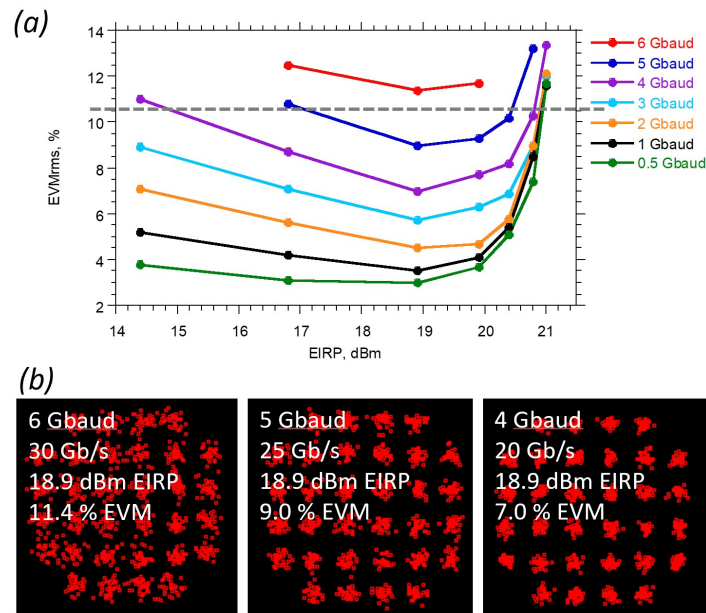 (a)
14
12
10
8
6
4
2
EVMrms, %
14 15 16 17 18 19 20 21
EIRP, dBm
6 Gbaud
5 Gbaud
4 Gbaud
3 Gbaud
2 Gbaud
1 Gbaud
0.5 Gbaud
(b)
6 Gbaud
30 Gb/s
18.9 dBm EIRP
11.4 % EVM
5 Gbaud
25 Gb/s
18.9 dBm EIRP
9.0 % EVM
4 Gbaud
20 Gb/s
18.9 dBm EIRP
7.0 % EVM